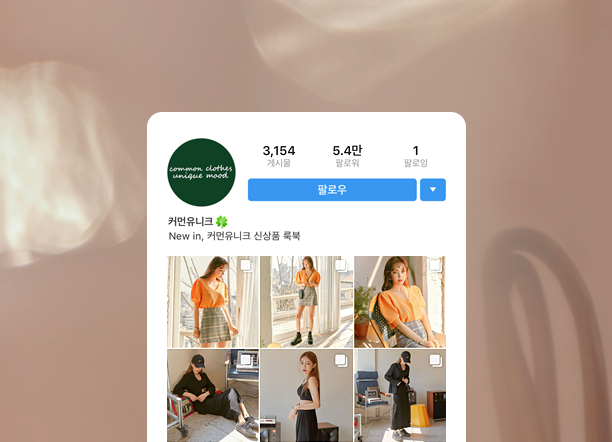 common clothes
unique mood
3,154
게시물
5.4만
팔로워
1
팔로잉
팔로우
커먼유니크
New in, 커먼유니크 신상품 룩북